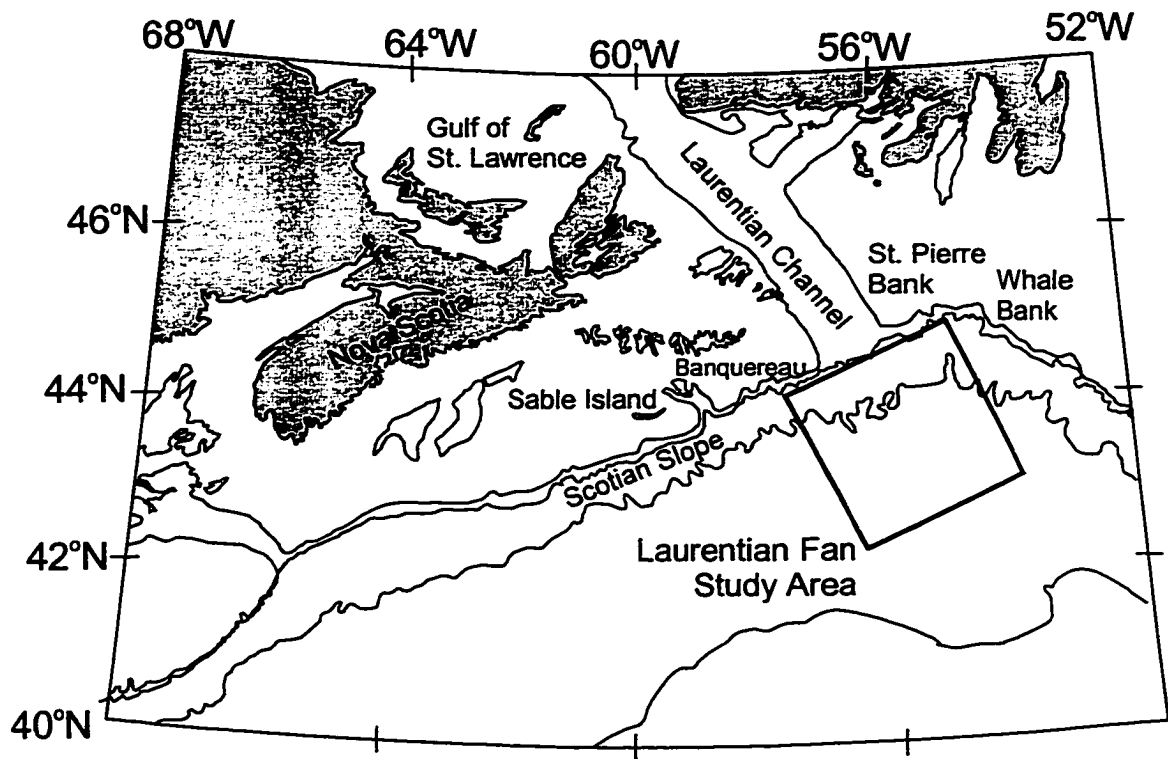 68°W
64°W
60°W
56°W
52°W
Gulf of
St. Lawrence
Laurentian Channel
46°N
St. Pierre
Bank
Whale
Bank
Nova Scotia
44°N
Banquereau
Sable Island
Scotian Slope
42°N
Laurentian Fan
Study Area
40°N